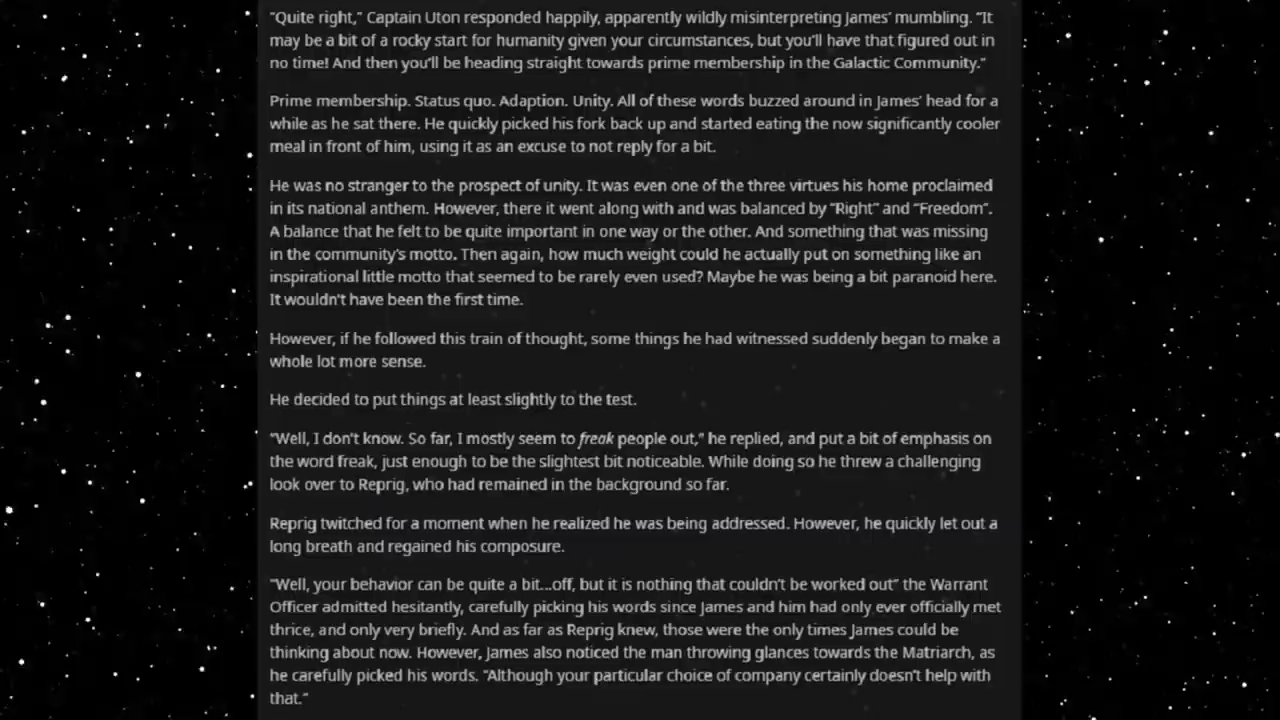 “Quite right,” Captain Uton responded happily, apparently wildly misinterpreting James’ mumbling. “It
may be a bit of a rocky start for humanity given your circumstances, but you’ll have that figured out in
no time! And then you’ll be heading straight towards prime membership in the Galactic Community.”
Prime membership. Status quo. Adaption. Unity. All of these words buzzed around in James’ head for a
while as he sat there. He quickly picked his fork back up and started eating the now significantly cooler
meal in front of him, using it as an excuse to not reply for a bit.
He was no stranger to the prospect of unity. It was even one of the three virtues his home proclaimed
in its national anthem. However, there it went along with and was balanced by “Right” and “Freedom”.
A balance that he felt to be quite important in one way or the other. And something that was missing
in the community’s motto. Then again, how much weight could he actually put on something like an
inspirational little motto that seemed to be rarely even used? Maybe he was being a bit paranoid here.
It wouldn’t have been the first time.
However, if he followed this train of thought, some things he had witnessed suddenly began to make a
whole lot more sense.
He decided to put things at least slightly to the test.
“Well, I don’t know. So far, I mostly seem to freak people out,” he replied, and put a bit of emphasis on
the word freak, just enough to be the slightest bit noticeable. While doing so he threw a challenging
look over to Reprig, who had remained in the background so far.
Reprig twitched for a moment when he realized he was being addressed. However, he quickly let out a
long breath and regained his composure.
“Well, your behavior can be quite a bit…off, but it is nothing that couldn’t be worked out” the Warrant
Officer admitted hesitantly, carefully picking his words since James and him had only ever officially met
thrice, and only very briefly. And as far as Reprig knew, those were the only times James could be
thinking about now. However, James also noticed the man throwing glances towards the Matriarch, as
he carefully picked his words. “Although your particular choice of company certainly doesn’t help with
that.”